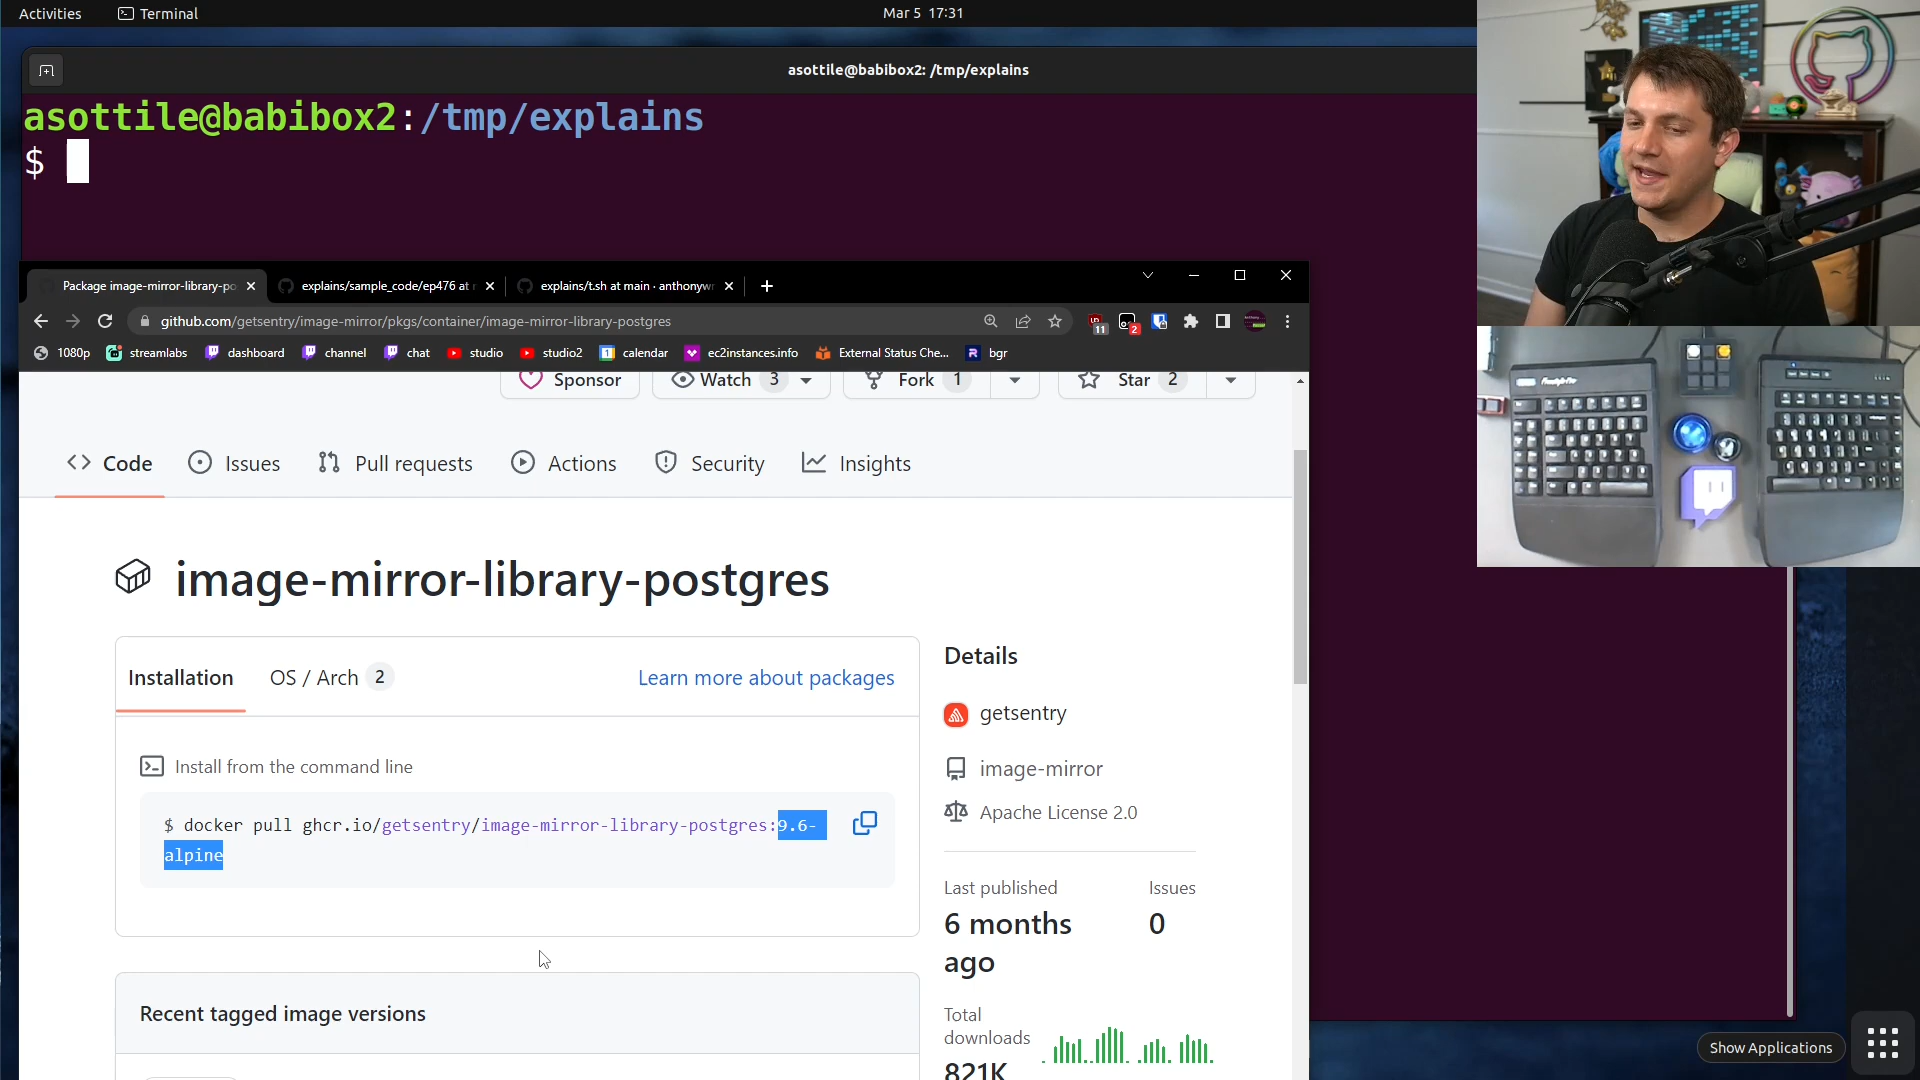 Activities
Terminal
Mar 5 17:31
asottile@babibox2: /tmp/explains
asottile@babibox2:/tmp/explains
$
Package image-mirror-library-po
explains/sample_code/ep476 at
explains/t.sh at main · anthonywr
github.com/getsentry/image-mirror/pkgs/container/image-mirror-library-postgres
11
2
1080p
streamlabs
dashboard
channel
chat
studio
studio2
calendar
ec2instances.info
External Status Che...
bgr
Sponsor
Watch 3
Fork 1
Star 2
Code
Issues
Pull requests
Actions
Security
Insights
image-mirror-library-postgres
Installation
OS / Arch 2
Learn more about packages
Install from the command line
$ docker pull ghcr.io/getsentry/image-mirror-library-postgres:9.6-
alpine
Recent tagged image versions
Details
getsentry
image-mirror
Apache License 2.0
Last published
6 months
ago
Issues
0
Total
downloads
821K
Show Applications